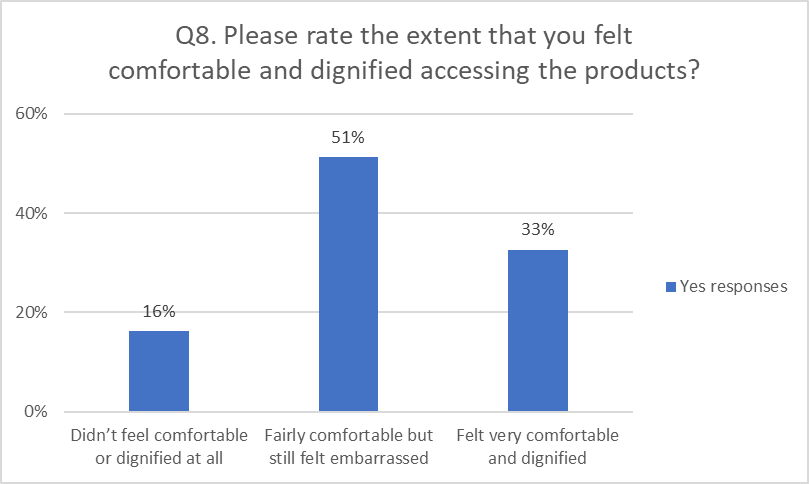 Q8. Please rate the extent that you felt
comfortable and dignified accessing the products?
60%
51%
40%
33%
16%
20%
0%
Yes responses
Didn’t feel comfortable
or dignified at all
Fairly comfortable but
still felt embarrassed
Felt very comfortable
and dignified